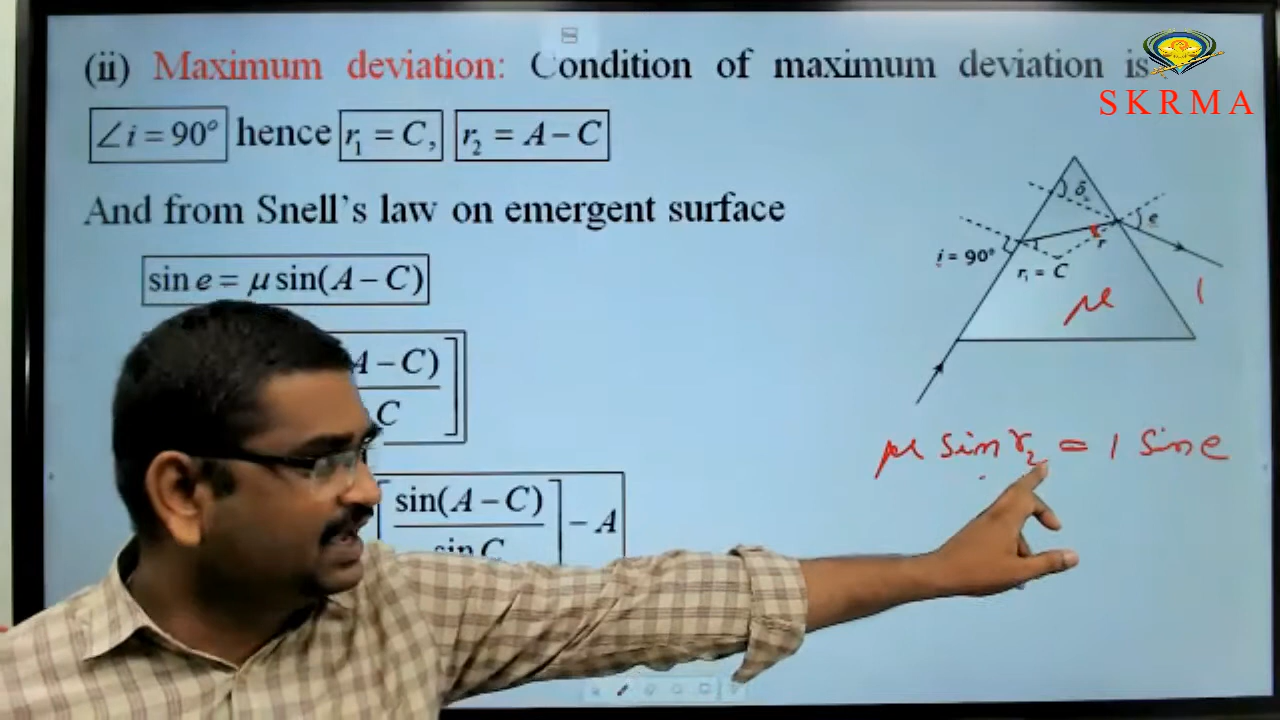 (ii) Maximum deviation: Condition of maximum deviation is
SKRMA
∠i = 90° hence r₁ = C, r₂ = A − C
And from Snell's law on emergent surface
sin e = μ sin(A − C)
A − C)
C
sin(A − C)
sin C
− A
δ
e
i = 90°
r₁ = C
r
μ
1
μ sin r₂ = 1 sin e